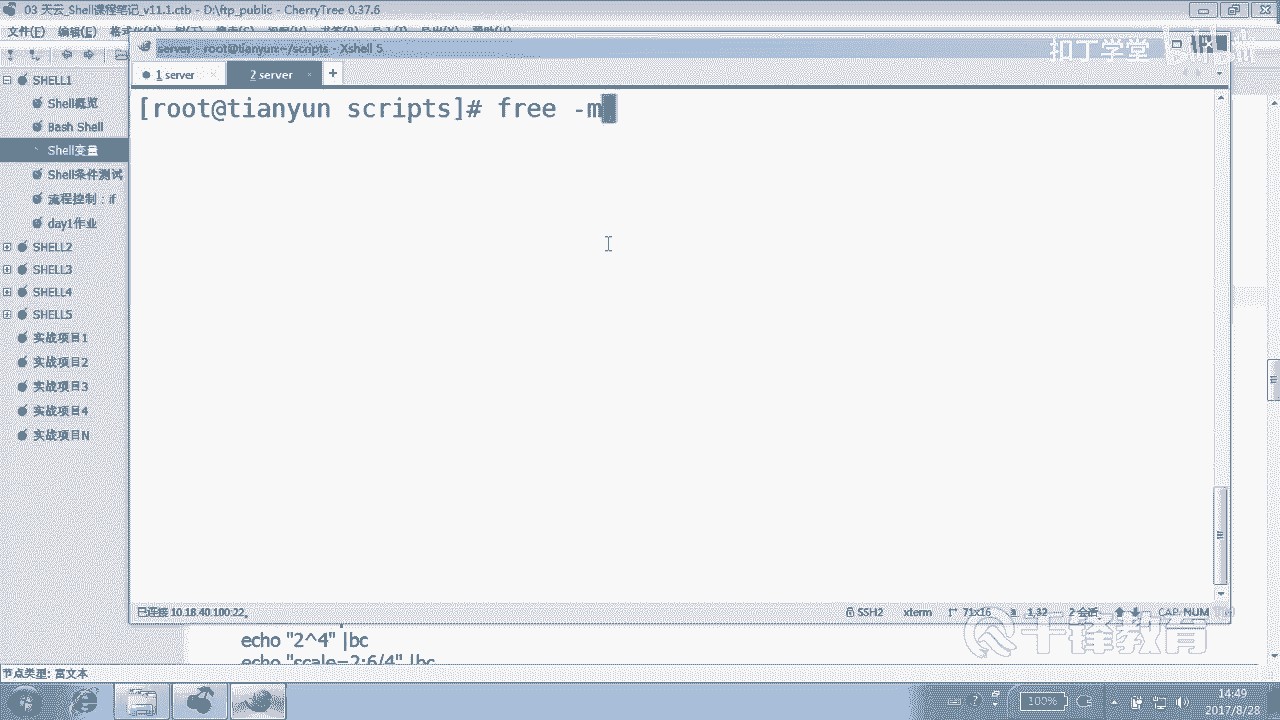 03 天云_Shell课程笔记_v11.1.ctb - D:\ftp_public - CherryTree 0.37.6
文件(F) 编辑(E)
server - root@tianyun:~/scripts - Xshell 5
扣丁学堂
1 server
2 server
+
[root@tianyun scripts]# free -m
SHELL1
Shell概览
Bash Shell
Shell变量
Shell条件测试
流程控制：if
day1作业
SHELL2
SHELL3
SHELL4
SHELL5
实战项目1
实战项目2
实战项目3
实战项目4
实战项目N
已连接 10.18.40.100:22。
SSH2
xterm
71x16
1,32
2 会话
CAP NUM
千锋教育
echo "2^4" |bc
echo "scale=2;6/4" |bc
节点类型: 富文本
100%
14:49
2017/8/28